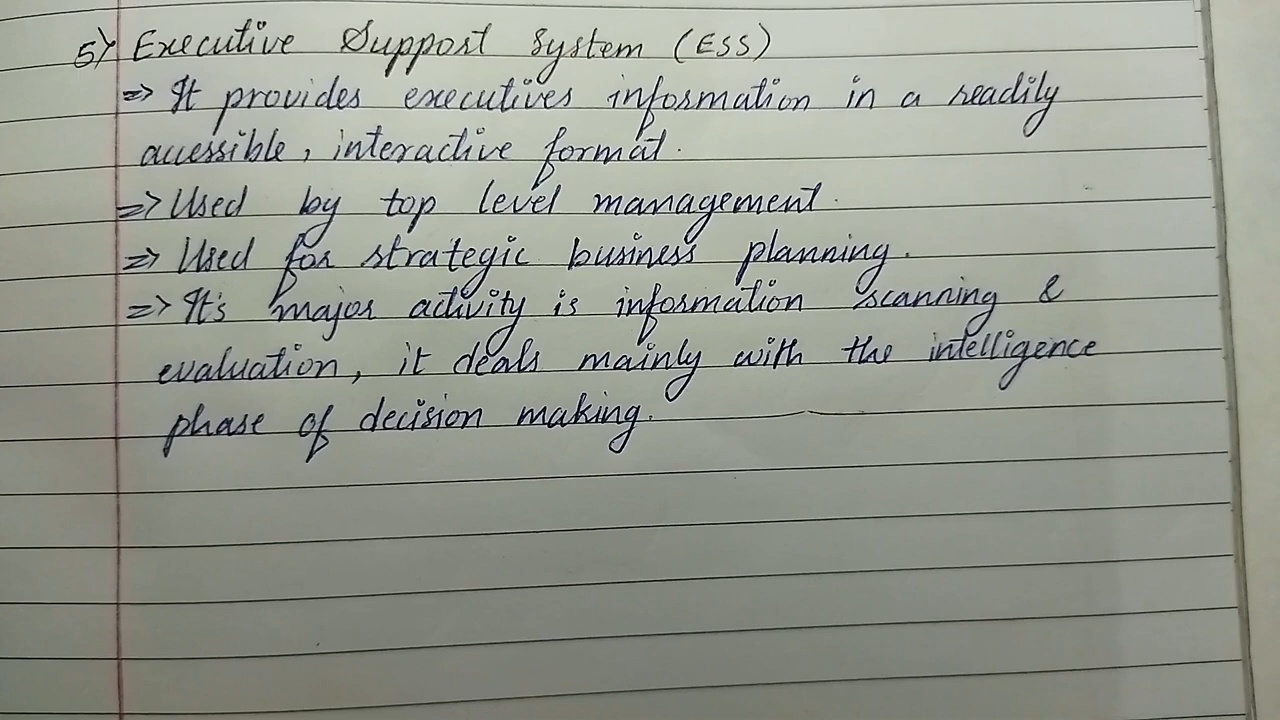 5) Executive Support System (ESS)
=> It provides executives information in a readily
accessible, interactive format.
=> Used by top level management.
=> Used for strategic business planning.
=> It's major activity is information scanning &
evaluation, it deals mainly with the intelligence
phase of decision making.